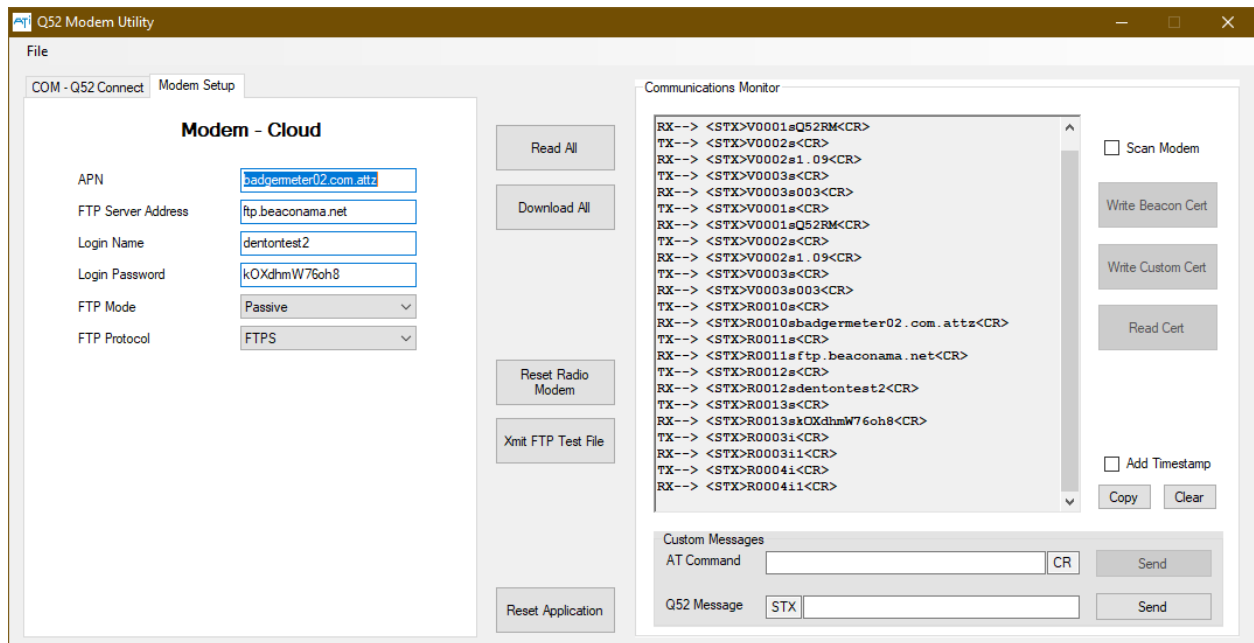 ATi Q52 Modem Utility
File
COM - Q52 Connect
Modem Setup
Modem - Cloud
APN badgermeter02.com.attz
FTP Server Address ftp.beaconama.net
Login Name dentontest2
Login Password kOXdhmW76oh8
FTP Mode Passive
FTP Protocol FTPS
Read All
Download All
Reset Radio
Modem
Xmit FTP Test File
Reset Application
Communications Monitor
RX--> <STX>V0001sQ52RM<CR>
TX--> <STX>V0002s<CR>
RX--> <STX>V0002s1.09<CR>
TX--> <STX>V0003s<CR>
RX--> <STX>V0003s003<CR>
TX--> <STX>V0001s<CR>
RX--> <STX>V0001sQ52RM<CR>
TX--> <STX>V0002s<CR>
RX--> <STX>V0002s1.09<CR>
TX--> <STX>V0003s<CR>
RX--> <STX>V0003s003<CR>
TX--> <STX>R0010s<CR>
RX--> <STX>R0010sbadgermeter02.com.attz<CR>
TX--> <STX>R0011s<CR>
RX--> <STX>R0011sftp.beaconama.net<CR>
TX--> <STX>R0012s<CR>
RX--> <STX>R0012sdentontest2<CR>
TX--> <STX>R0013s<CR>
RX--> <STX>R0013skOXdhmW76oh8<CR>
TX--> <STX>R0003i<CR>
RX--> <STX>R0003i1<CR>
TX--> <STX>R0004i<CR>
RX--> <STX>R0004i1<CR>
Scan Modem
Write Beacon Cert
Write Custom Cert
Read Cert
Add Timestamp
Copy Clear
Custom Messages
AT Command CR Send
Q52 Message STX Send